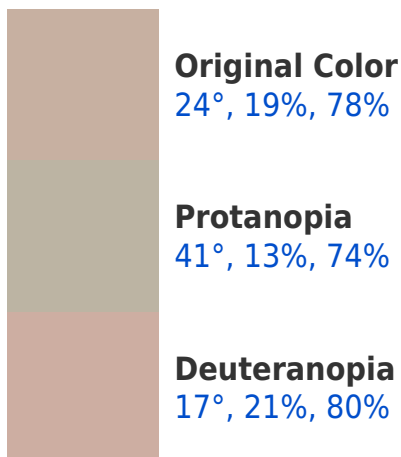 Original Color
24°, 19%, 78%
Protanopia
41°, 13%, 74%
Deuteranopia
17°, 21%, 80%